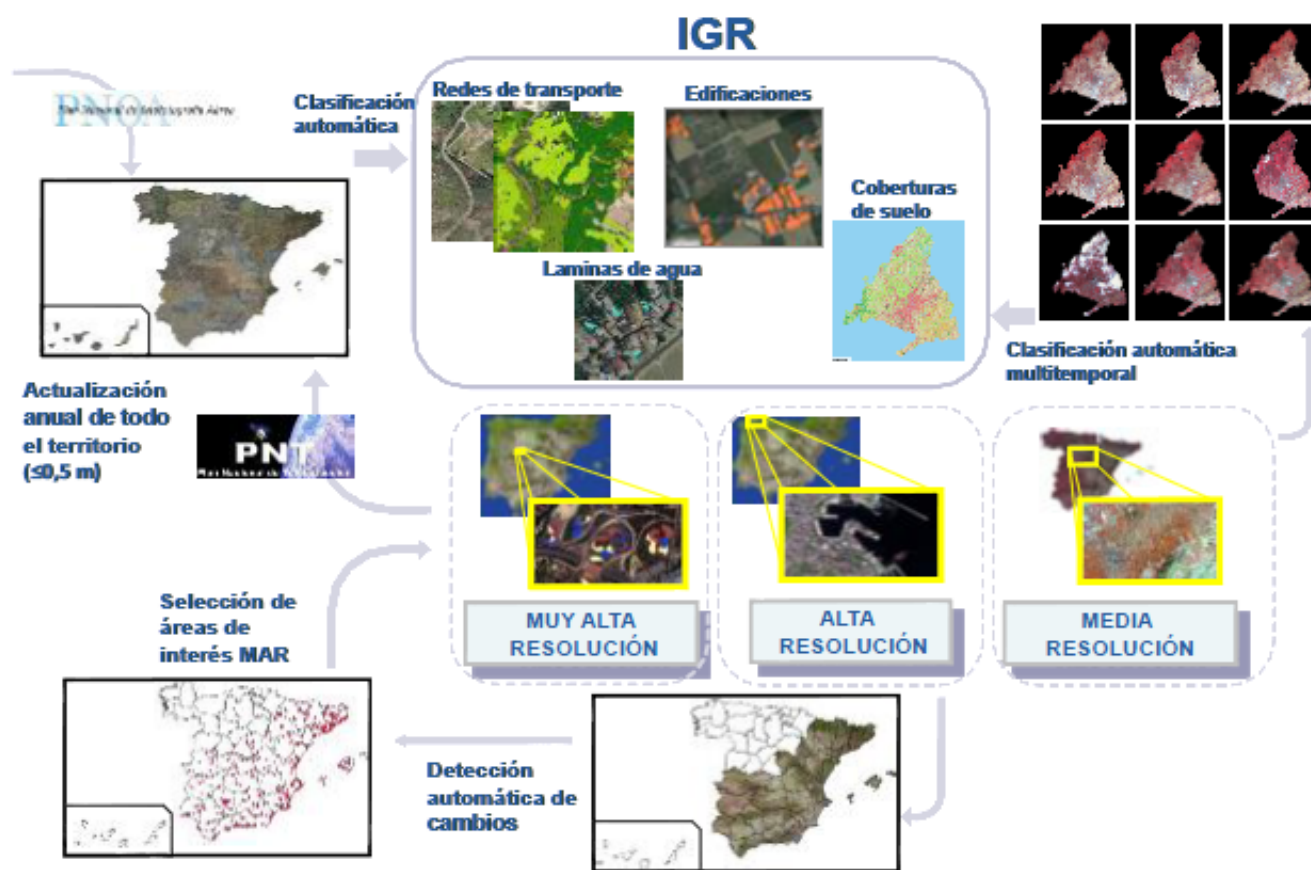 IGR
PNOA
Clasificación
automática
Redes de transporte
Edificaciones
Coberturas
de suelo
Laminas de agua
Clasificación automática
multitemporal
Actualización
anual de todo
el territorio
(≤0,5 m)
PNT
Selección de
áreas de
interés MAR
MUY ALTA
RESOLUCIÓN
ALTA
RESOLUCIÓN
MEDIA
RESOLUCIÓN
Detección
automática de
cambios